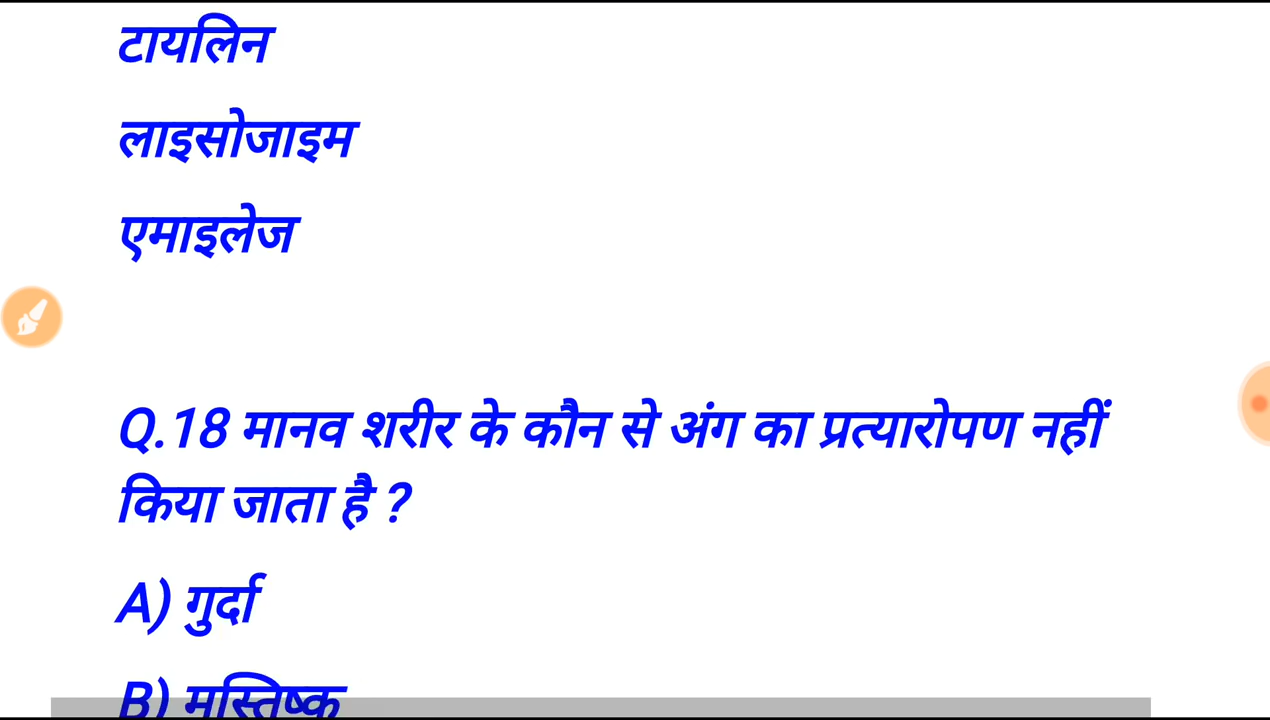 टायलिन
लाइसोजाइम
एमाइलेज
Q.18 मानव शरीर के कौन से अंग का प्रत्यारोपण नहीं
किया जाता है ?
A) गुर्दा
B) मस्तिष्क